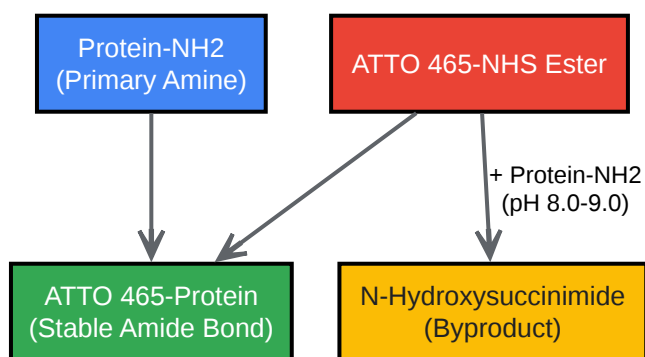 Protein-NH2
(Primary Amine)
ATTO 465-NHS Ester
+ Protein-NH2
(pH 8.0-9.0)
ATTO 465-Protein
(Stable Amide Bond)
N-Hydroxysuccinimide
(Byproduct)